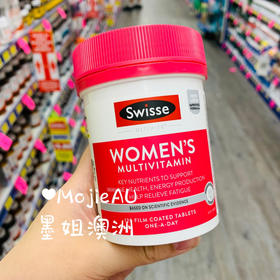 Swisse
WOMEN'S
MULTIVITAMIN
KEY NUTRIENTS TO SUPPORT
HEALTH, ENERGY PRODUCTION
RELIEVE FATIGUE
BASED ON SCIENTIFIC EVIDENCE
FILM COATED TABLETS
ONE-A-DAY
MojieAU
墨姐澳洲